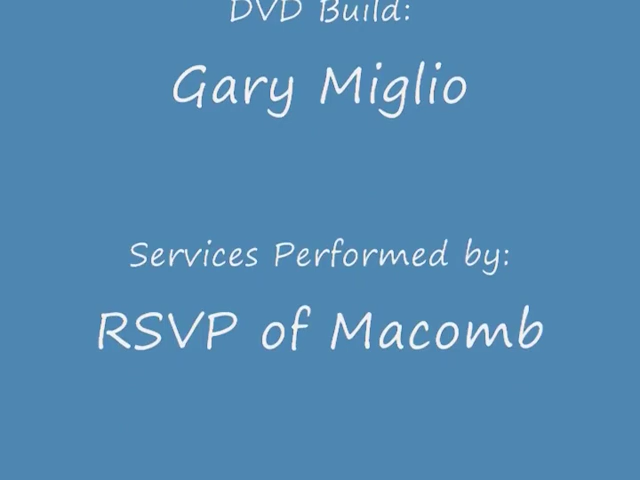 DVD Build:
Gary Miglio
Services Performed by:
RSVP of Macomb